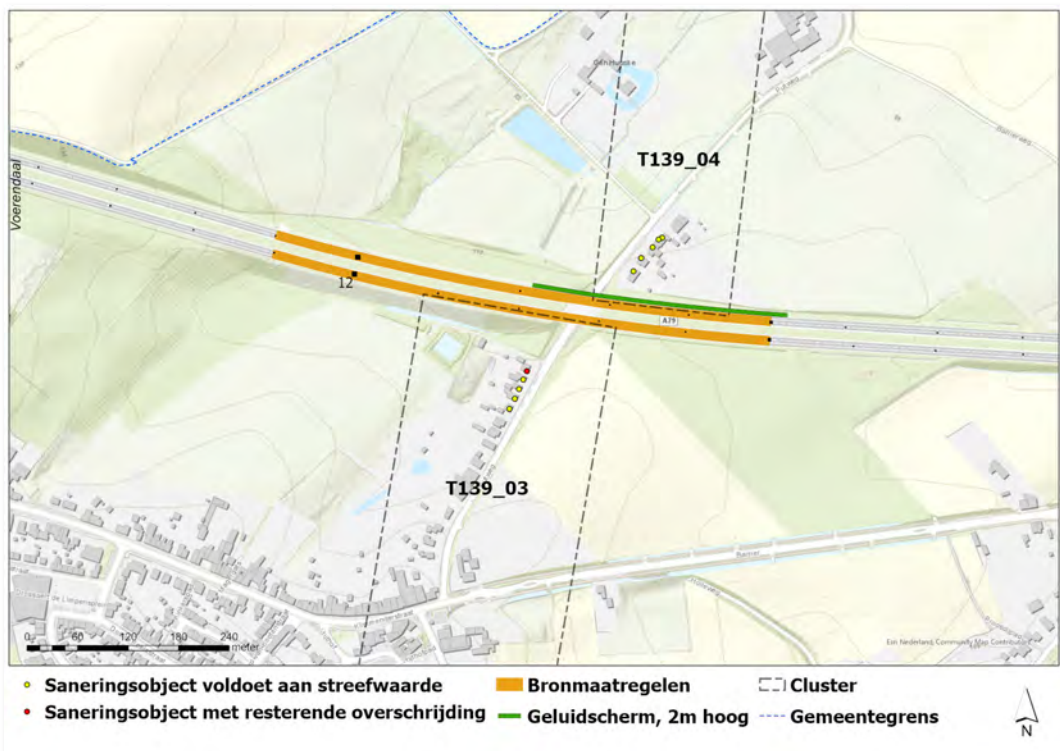 T139_04
Voerendaal
12
A79
T139_03
0 60 120 180 240
meter
Esri Nederland, Community Map Contributors
Saneringsobject voldoet aan streefwaarde
Bronmaatregelen
Cluster
Saneringsobject met resterende overschrijding
Geluidscherm, 2m hoog
Gemeentegrens
N